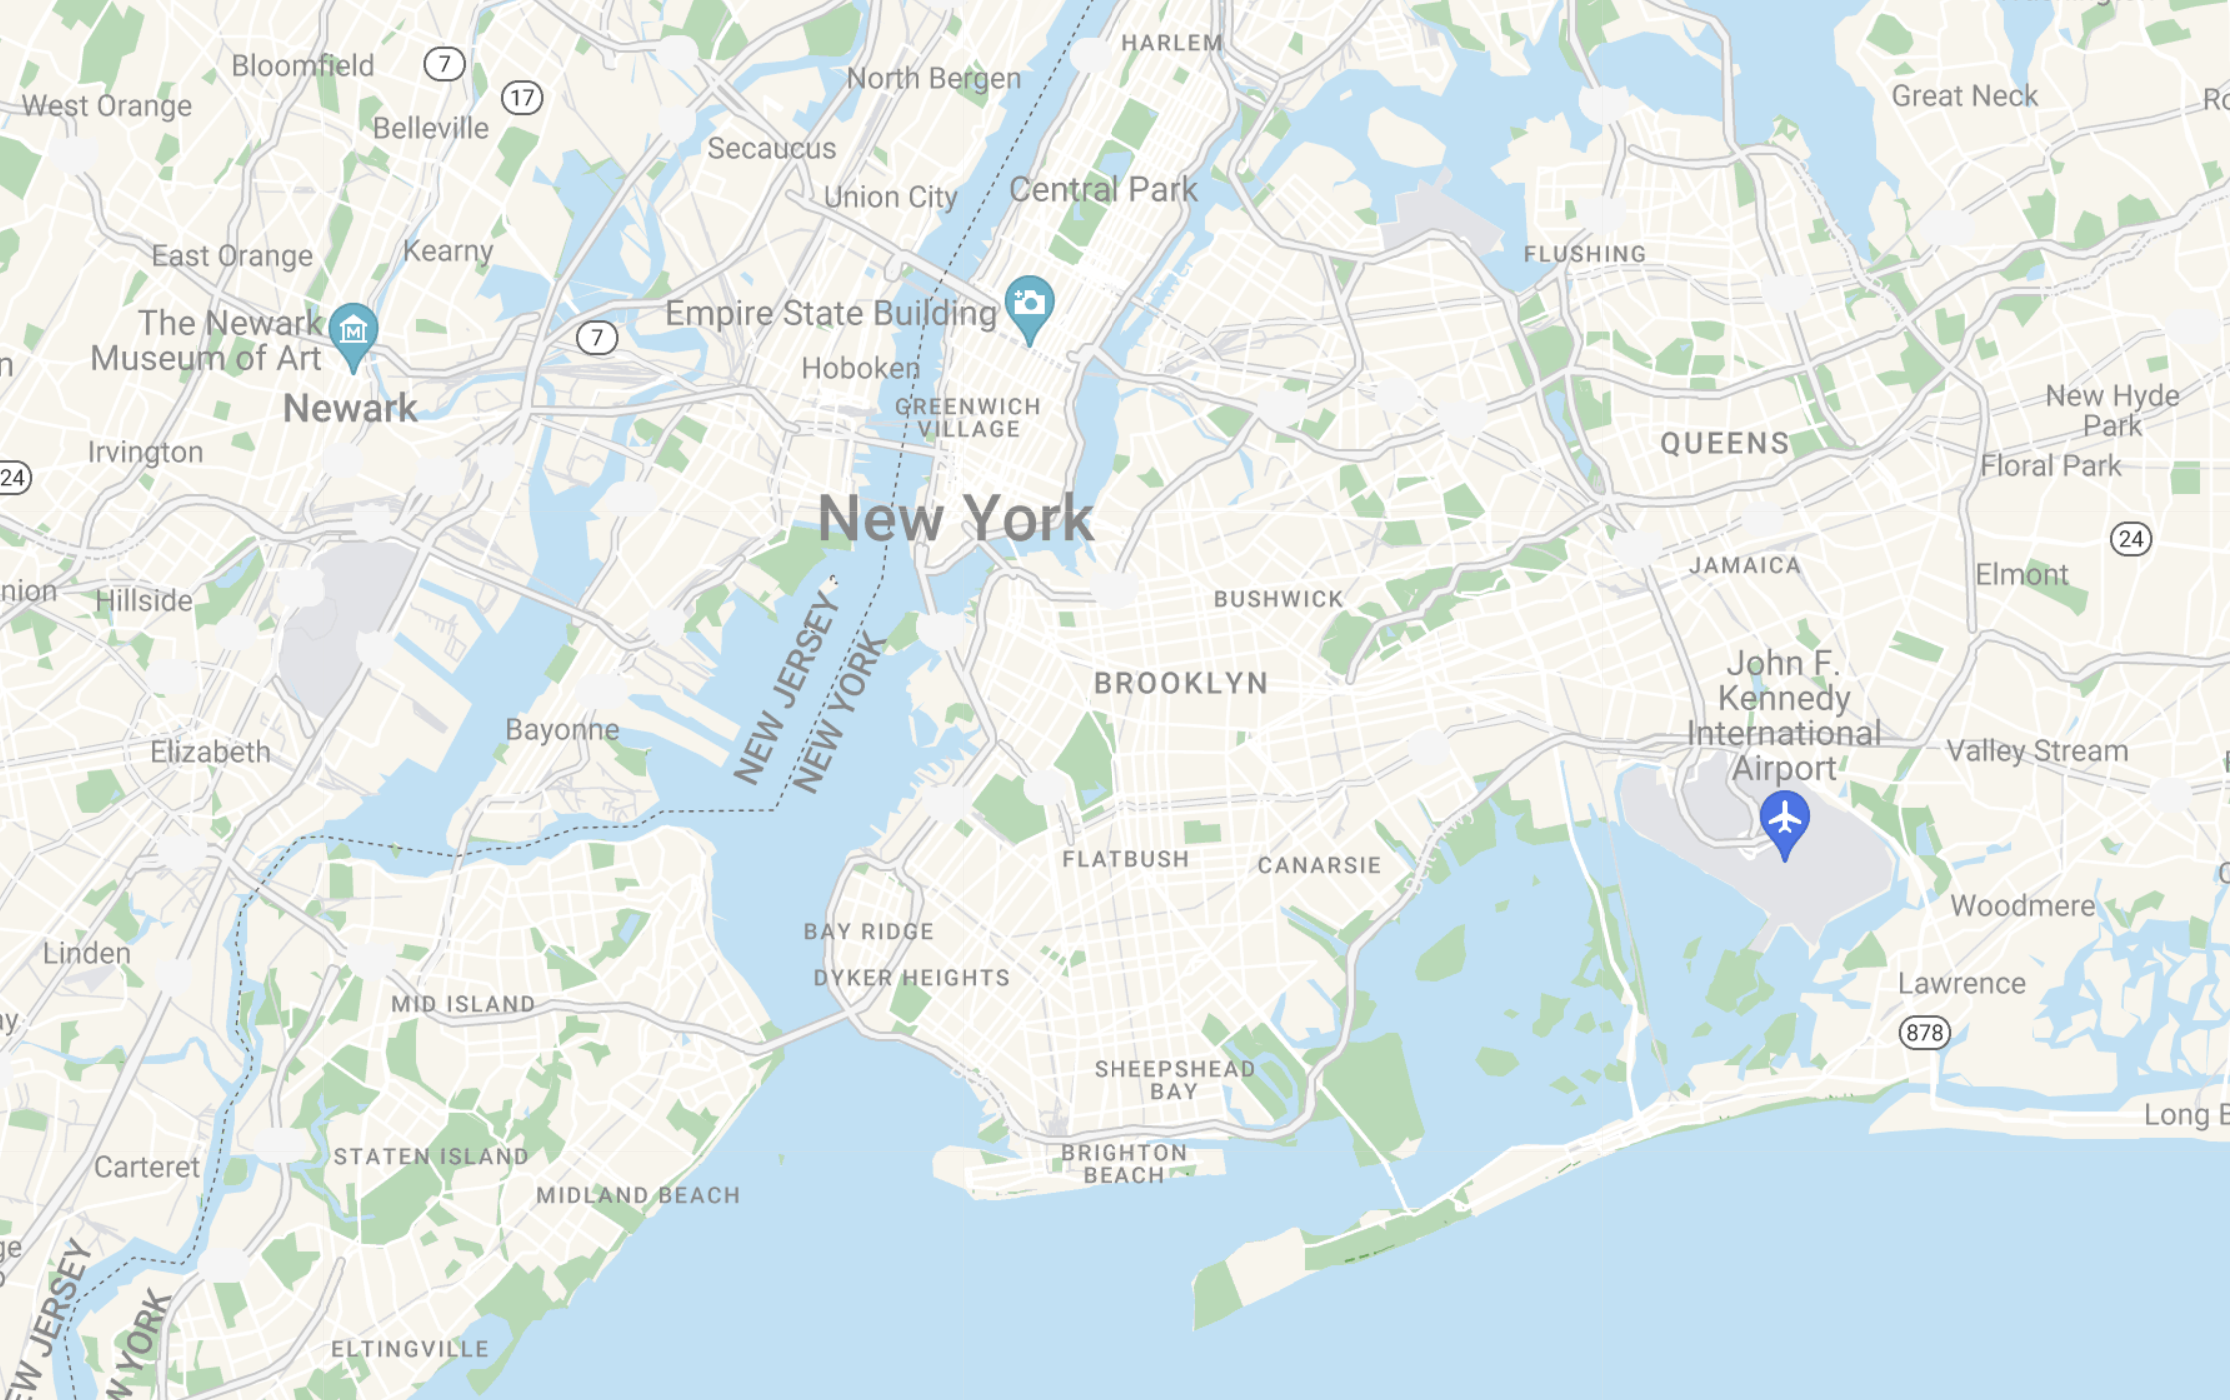 HARLEM
Bloomfield
7
North Bergen
17
West Orange
Great Neck
Belleville
Secaucus
Central Park
Union City
Kearny
East Orange
FLUSHING
The Newark
Museum of Art
M
Empire State Building
7
Hoboken
New Hyde
Park
Newark
GREENWICH
VILLAGE
QUEENS
Irvington
Floral Park
24
New York
24
JAMAICA
Elmont
nion
Hillside
BUSHWICK
NEW JERSEY
NEW YORK
BROOKLYN
John F.
Kennedy
International
Airport
Bayonne
Elizabeth
Valley Stream
FLATBUSH
CANARSIE
Woodmere
BAY RIDGE
Linden
DYKER HEIGHTS
Lawrence
MID ISLAND
ay
878
SHEEPSHEAD
BAY
Long B
STATEN ISLAND
Carteret
BRIGHTON
BEACH
MIDLAND BEACH
ge
EW JERSEY
W YORK
ELTINGVILLE